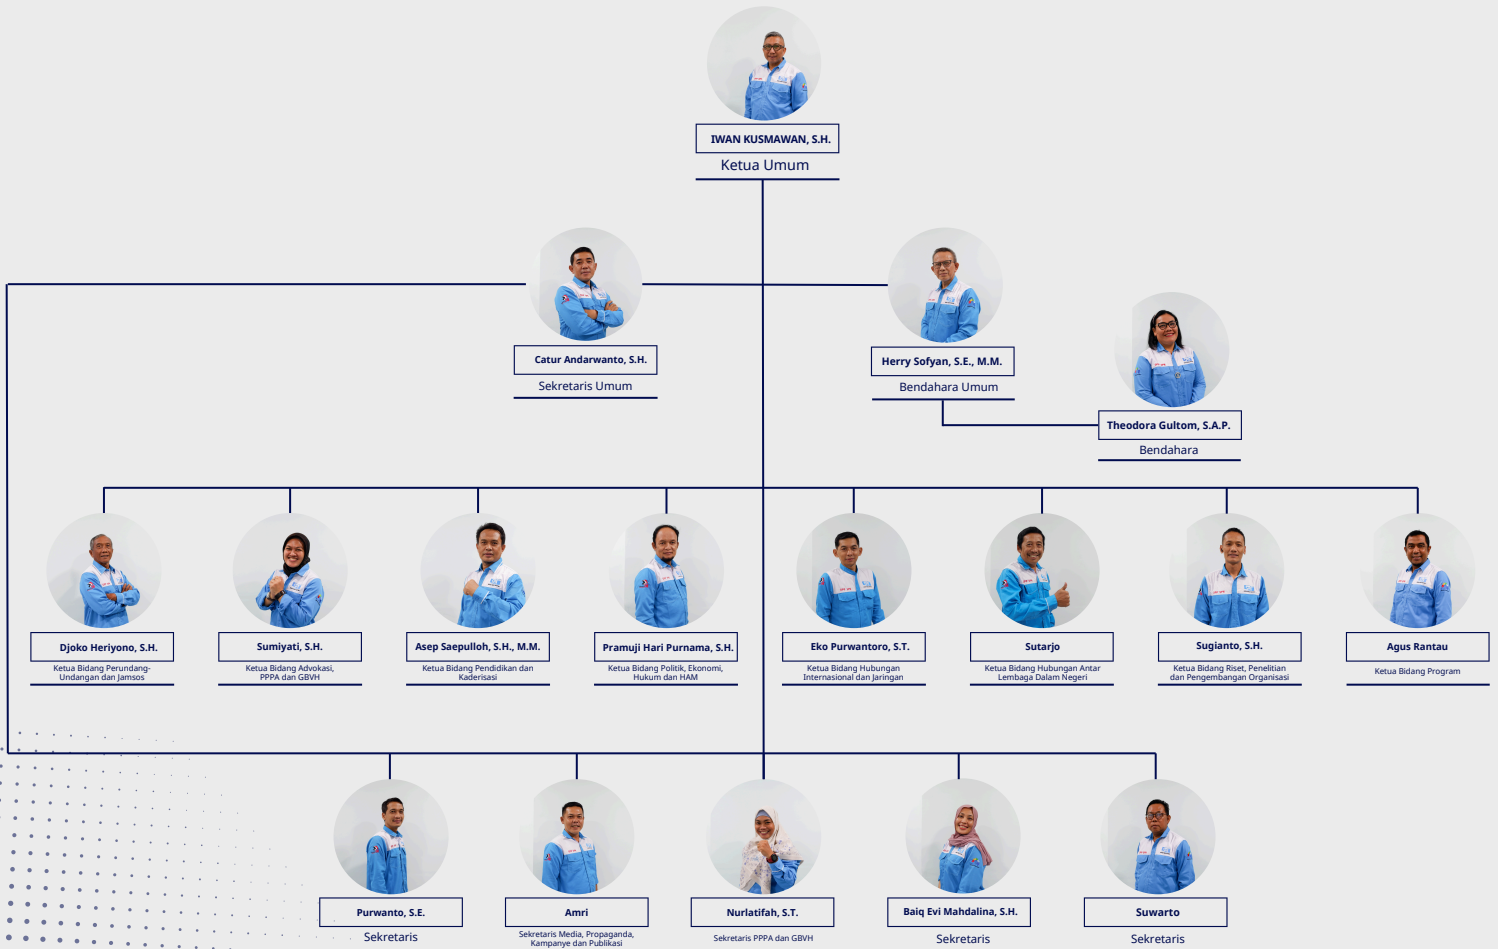 IWAN KUSMAWAN, S.H.
Ketua Umum
Catur Andarwanto, S.H.
Sekretaris Umum
Herry Sofyan, S.E., M.M.
Bendahara Umum
Theodora Gultom, S.A.P.
Bendahara
Djoko Heriyono, S.H.
Ketua Bidang Perundang-
Undangan dan Jamsos
Sumiyati, S.H.
Ketua Bidang Advokasi,
PPPA dan GBVH
Asep Saepulloh, S.H., M.M.
Ketua Bidang Pendidikan dan
Kaderisasi
Pramuji Hari Purnama, S.H.
Ketua Bidang Politik, Ekonomi,
Hukum dan HAM
Eko Purwantoro, S.T.
Ketua Bidang Hubungan
Internasional dan Jaringan
Sutarjo
Ketua Bidang Hubungan Antar
Lembaga Dalam Negeri
Sugianto, S.H.
Ketua Bidang Riset, Penelitian
dan Pengembangan Organisasi
Agus Rantau
Ketua Bidang Program
Purwanto, S.E.
Sekretaris
Amri
Sekretaris Media, Propaganda,
Kampanye dan Publikasi
Nurlatifah, S.T.
Sekretaris PPPA dan GBVH
Baiq Evi Mahdalina, S.H.
Sekretaris
Suwarto
Sekretaris